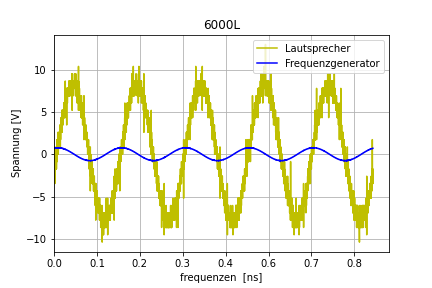 6000L
Lautsprecher
Frequenzgenerator
Spannung [V]
10
5
0
−5
−10
0.0 0.1 0.2 0.3 0.4 0.5 0.6 0.7 0.8
frequenzen [ns]